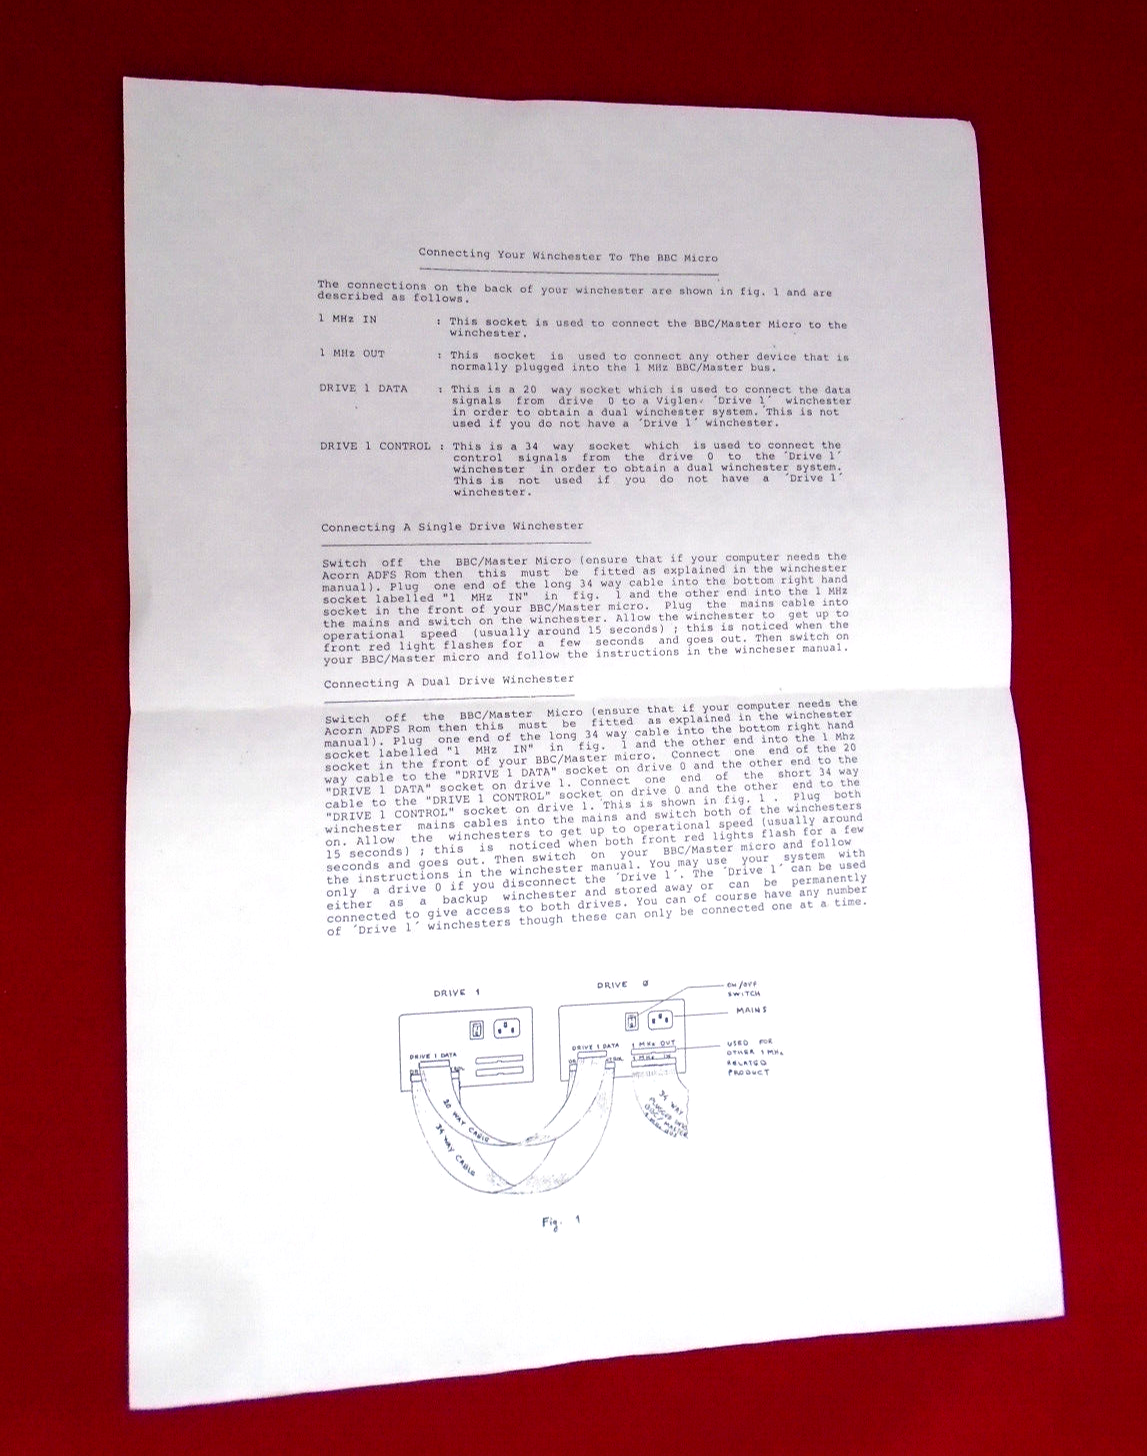 Connecting Your Winchester To The BBC Micro
The connections on the back of your winchester are shown in fig. 1 and are
described as follows.
1 MHz IN : This socket is used to connect the BBC/Master Micro to the
winchester.
1 MHz OUT : This socket is used to connect any other device that is
normally plugged into the 1 MHz BBC/Master bus.
DRIVE 1 DATA : This is a 20 way socket which is used to connect the data
signals from drive 0 to a Viglen 'Drive 1' winchester
in order to obtain a dual winchester system. This is not
used if you do not have a 'Drive 1' winchester.
DRIVE 1 CONTROL : This is a 34 way socket which is used to connect the
control signals from the drive 0 to the 'Drive 1'
winchester in order to obtain a dual winchester system.
This is not used if you do not have a 'Drive 1'
winchester.
Connecting A Single Drive Winchester
Switch off the BBC/Master Micro (ensure that if your computer needs the
Acorn ADFS Rom then this must be fitted as explained in the winchester
manual). Plug one end of the long 34 way cable into the bottom right hand
socket labelled "1 MHz IN" in fig. 1 and the other end into the 1 MHz
socket in the front of your BBC/Master micro. Plug the mains cable into
the mains and switch on the winchester. Allow the winchester to get up to
operational speed (usually around 15 seconds) ; this is noticed when the
front red light flashes for a few seconds and goes out. Then switch on
your BBC/Master micro and follow the instructions in the wincheser manual.
Connecting A Dual Drive Winchester
Switch off the BBC/Master Micro (ensure that if your computer needs the
Acorn ADFS Rom then this must be fitted as explained in the winchester
manual). Plug one end of the long 34 way cable into the bottom right hand
socket labelled "1 MHz IN" in fig. 1 and the other end into the 1 Mhz
socket in the front of your BBC/Master micro. Connect one end of the 20
way cable to the "DRIVE 1 DATA" socket on drive 0 and the other end to the
"DRIVE 1 DATA" socket on drive 1. Connect one end of the short 34 way
cable to the "DRIVE 1 CONTROL" socket on drive 0 and the other end to the
"DRIVE 1 CONTROL" socket on drive 1. This is shown in fig. 1 . Plug both
winchester mains cables into the mains and switch both of the winchesters
on. Allow the winchesters to get up to operational speed (usually around
15 seconds) ; this is noticed when both front red lights flash for a few
seconds and goes out. Then switch on your BBC/Master micro and follow
the instructions in the winchester manual. You may use your system with
only a drive 0 if you disconnect the 'Drive 1'. The 'Drive 1' can be used
either as a backup winchester and stored away or can be permanently
connected to give access to both drives. You can of course have any number
of 'Drive 1' winchesters though these can only be connected one at a time.
DRIVE 1
DRIVE 0
ON/OFF
SWITCH
MAINS
DRIVE 1 DATA
DRIVE 1 DATA
1 MHz OUT
1 MHz IN
USED FOR
OTHER 1 MHz
RELATED
PRODUCT
20 WAY CABLE
34 WAY CABLE
34 WAY
PLUGGED INTO
BBC/MASTER
Fig. 1